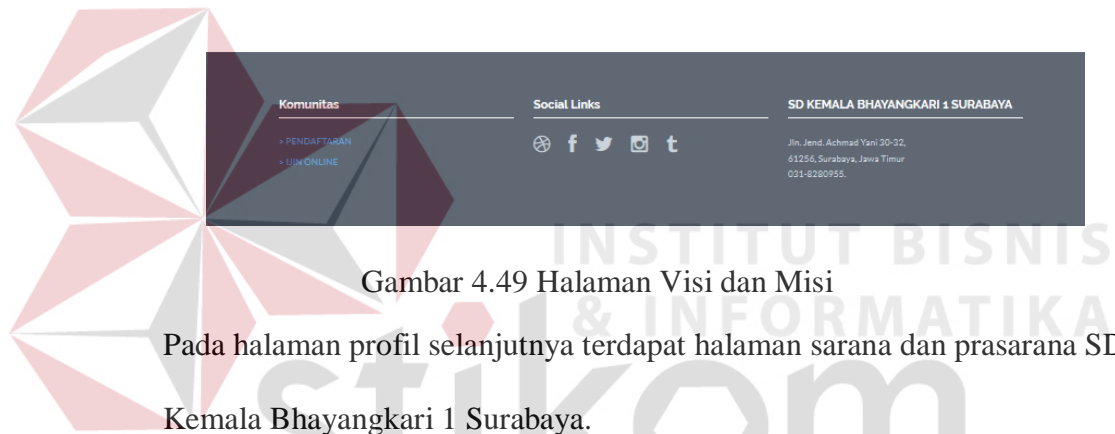 Komunitas
» PENDAFTARAN
» UJN ONLINE
Social Links
SD KEMALA BHAYANGKARI 1 SURABAYA
Jln. Jend. Achmad Yani 30-32,
61256, Surabaya, Jawa Timur
031-8280955.
INSTITUT BISNIS
& INFORMATIKA
stikom
Gambar 4.49 Halaman Visi dan Misi
Pada halaman profil selanjutnya terdapat halaman sarana dan prasarana SD
Kemala Bhayangkari 1 Surabaya.